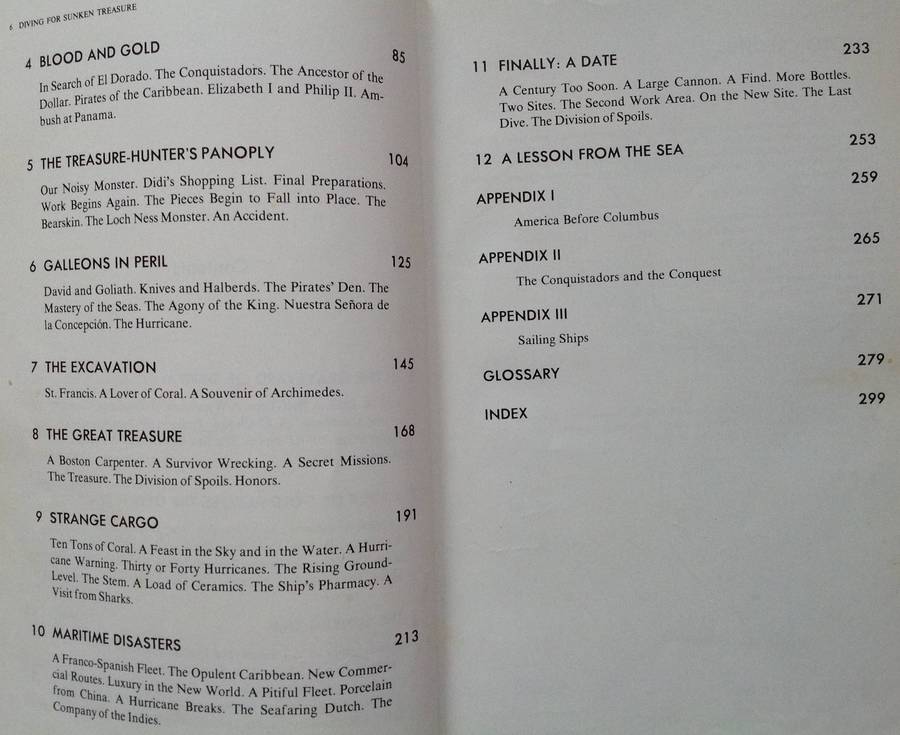 6 DIVING FOR SUNKEN TREASURE
4 BLOOD AND GOLD 85
In Search of El Dorado. The Conquistadors. The Ancestor of the
Dollar. Pirates of the Caribbean. Elizabeth I and Philip II. Am-
bush at Panama.
5 THE TREASURE-HUNTER'S PANOPLY 104
Our Noisy Monster. Didi's Shopping List. Final Preparations.
Work Begins Again. The Pieces Begin to Fall into Place. The
Bearskin. The Loch Ness Monster. An Accident.
6 GALLEONS IN PERIL 125
David and Goliath. Knives and Halberds. The Pirates' Den. The
Mastery of the Seas. The Agony of the King. Nuestra Señora de
la Concepción. The Hurricane.
7 THE EXCAVATION 145
St. Francis. A Lover of Coral. A Souvenir of Archimedes.
8 THE GREAT TREASURE 168
A Boston Carpenter. A Survivor Wrecking. A Secret Missions.
The Treasure. The Division of Spoils. Honors.
9 STRANGE CARGO 191
Ten Tons of Coral. A Feast in the Sky and in the Water. A Hurri-
cane Warning. Thirty or Forty Hurricanes. The Rising Ground-
Level. The Stem. A Load of Ceramics. The Ship's Pharmacy. A
Visit from Sharks.
10 MARITIME DISASTERS 213
A Franco-Spanish Fleet. The Opulent Caribbean. New Commer-
cial Routes. Luxury in the New World. A Pitiful Fleet. Porcelain
from China. A Hurricane Breaks. The Seafaring Dutch. The
Company of the Indies.
11 FINALLY: A DATE 233
A Century Too Soon. A Large Cannon. A Find. More Bottles.
Two Sites. The Second Work Area. On the New Site. The Last
Dive. The Division of Spoils.
12 A LESSON FROM THE SEA 253
APPENDIX I 259
America Before Columbus
APPENDIX II 265
The Conquistadors and the Conquest
APPENDIX III 271
Sailing Ships
GLOSSARY 279
INDEX 299